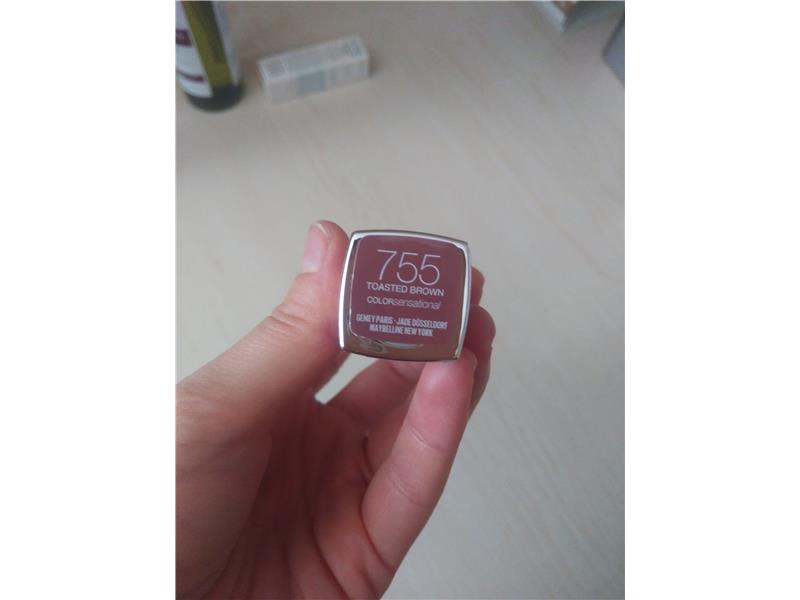 755
TOASTED BROWN
COLORsensational
GEMEY PARIS · JADE DÜSSELDORF
MAYBELLINE NEW YORK